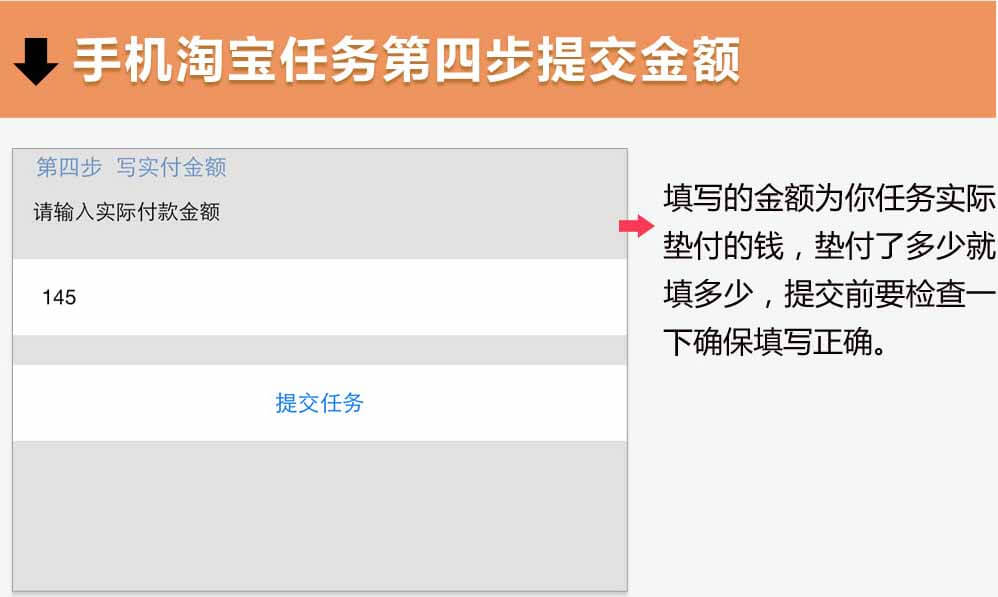 手机淘宝任务第四步提交金额
第四步 写实付金额
请输入实际付款金额
145
提交任务
填写的金额为你任务实际
垫付的钱，垫付了多少就
填多少，提交前要检查一
下确保填写正确。